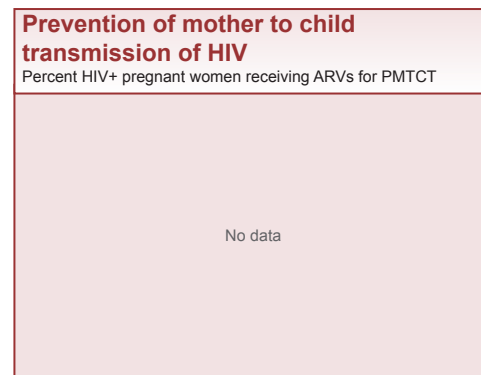 Prevention of mother to child
transmission of HIV
Percent HIV+ pregnant women receiving ARVs for PMTCT
No data